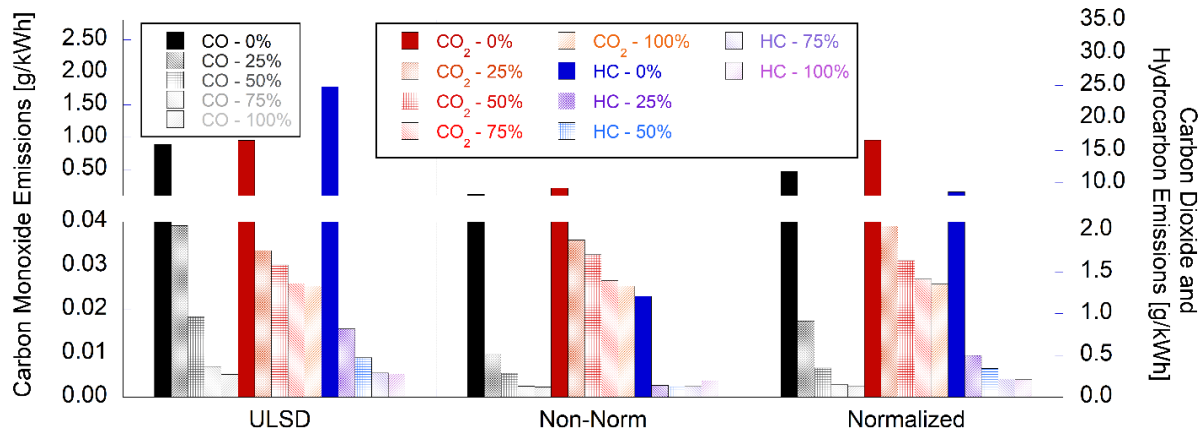 Carbon Monoxide Emissions [g/kWh]
2.50
2.00
1.50
1.00
0.50
0.04
0.03
0.02
0.01
0.00
CO - 0%
CO - 25%
CO - 50%
CO - 75%
CO - 100%
CO2 - 0%
CO2 - 25%
CO2 - 50%
CO2 - 75%
CO2 - 100%
HC - 0%
HC - 25%
HC - 50%
HC - 75%
HC - 100%
35.0
30.0
25.0
20.0
15.0
10.0
2.0
1.5
1.0
0.5
0.0
Carbon Dioxide and
Hydrocarbon Emissions [g/kWh]
ULSD
Non-Norm
Normalized